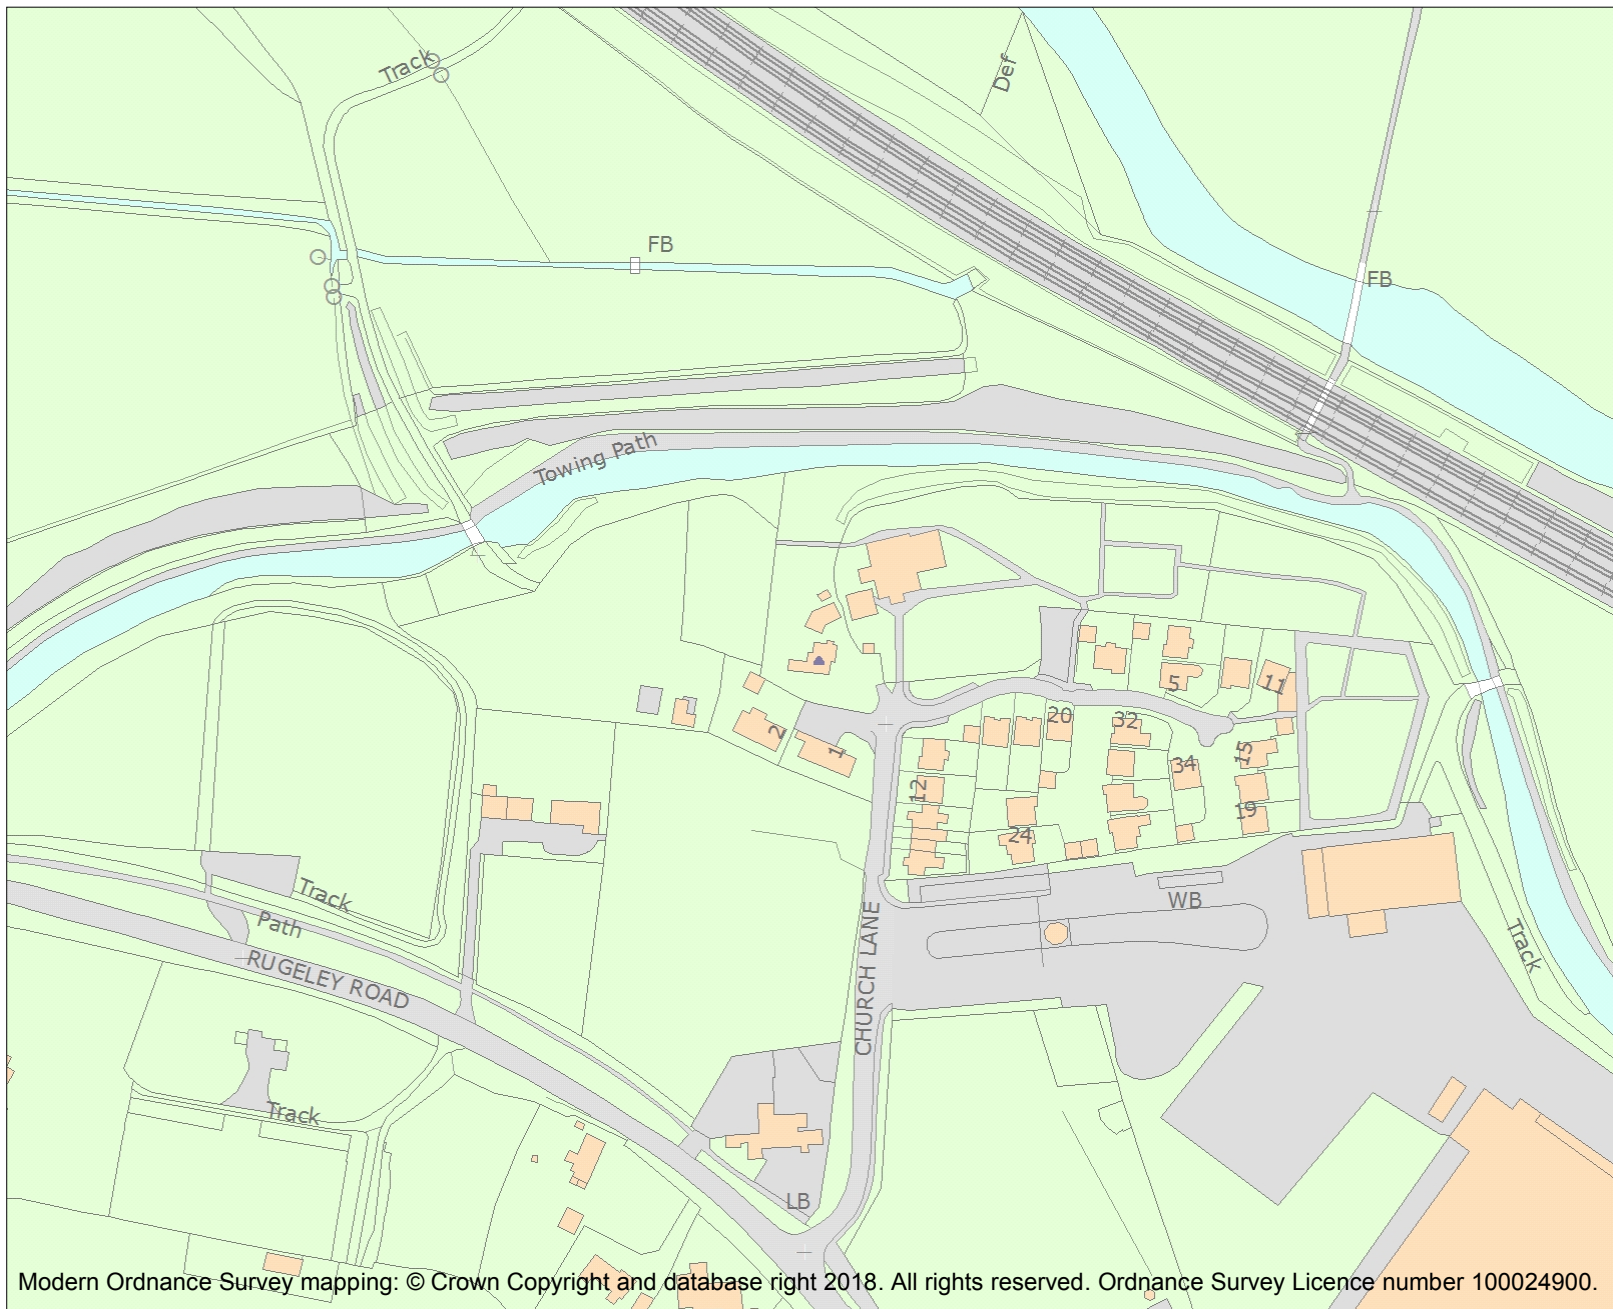 Track
Def
FB
FB
Towing Path
5
11
20
32
2
1
15
34
12
19
24
Track
WB
Path
CHURCH LANE
Track
RUGELEY ROAD
Track
LB
Modern Ordnance Survey mapping: © Crown Copyright and database right 2018. All rights reserved. Ordnance Survey Licence number 100024900.